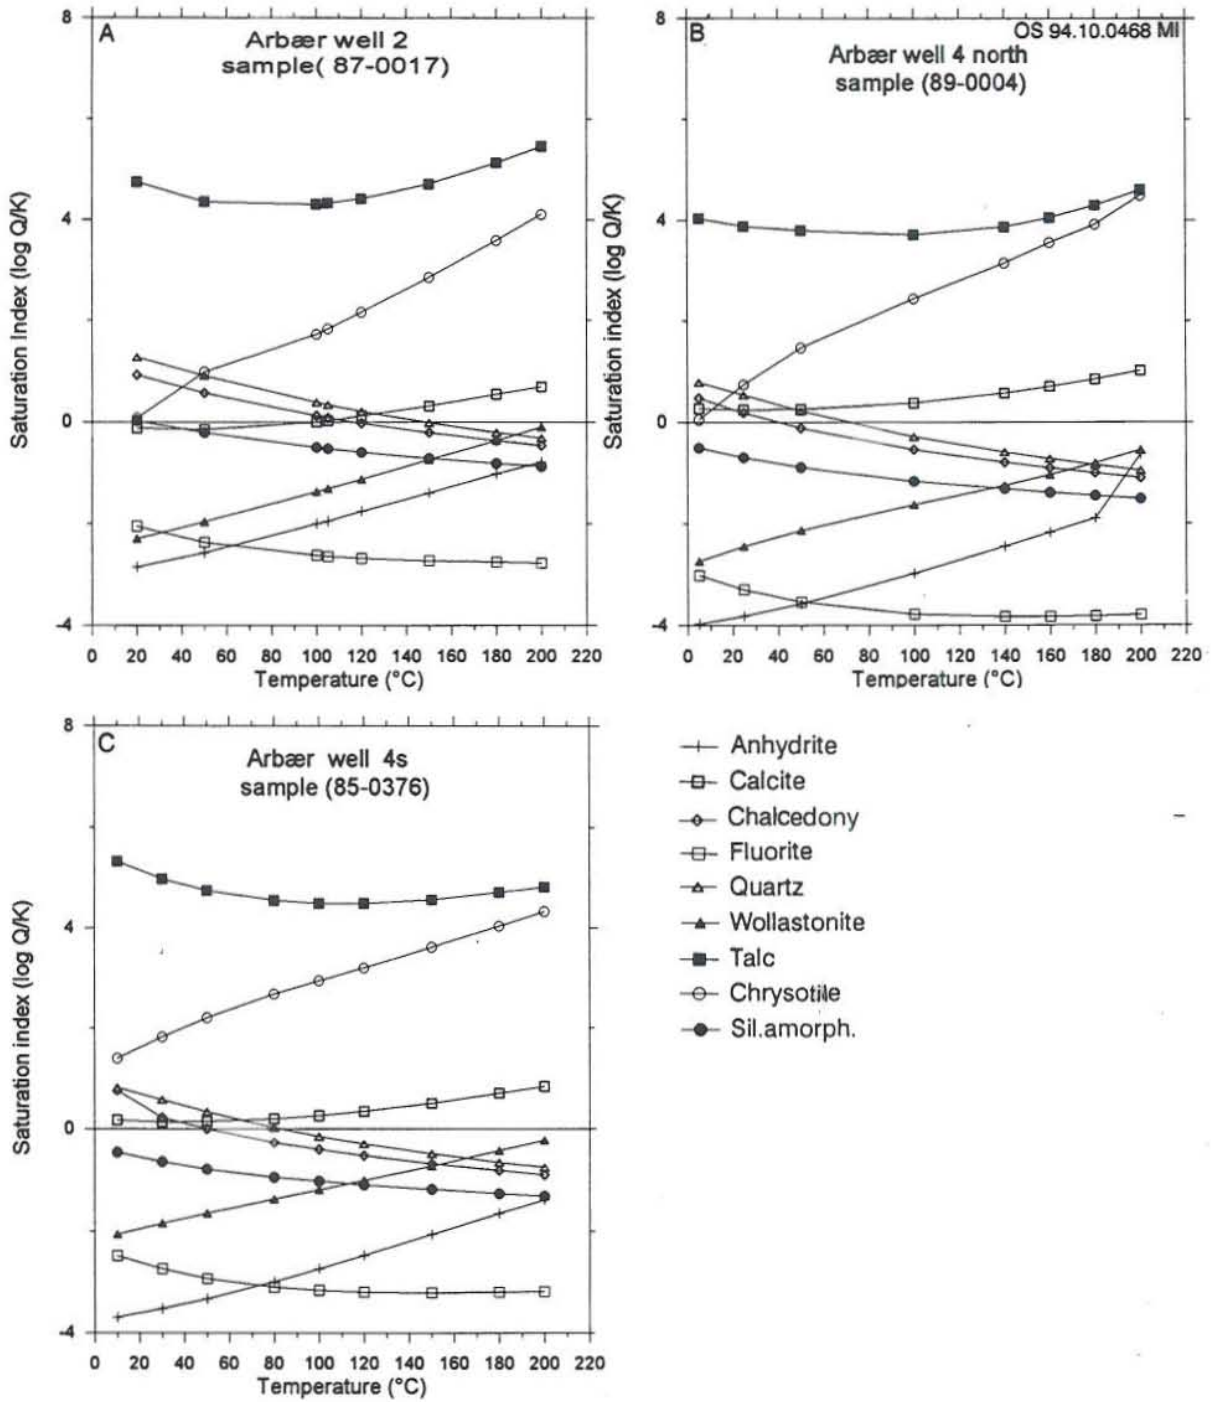 A
Arbær well 2
sample( 87-0017)
8
4
0
-4
Saturation Index (log Q/K)
0 20 40 60 80 100 120 140 160 180 200 220
Temperature (°C)
B
OS 94.10.0468 MI
Arbær well 4 north
sample (89-0004)
8
4
0
-4
Saturation index (log Q/K)
0 20 40 60 80 100 120 140 160 180 200 220
Temperature (°C)
C
Arbær well 4s
sample (85-0376)
8
4
0
-4
Saturation index (log Q/K)
0 20 40 60 80 100 120 140 160 180 200 220
Temperature (°C)
Anhydrite
Calcite
Chalcedony
Fluorite
Quartz
Wollastonite
Talc
Chrysotile
Sil.amorph.